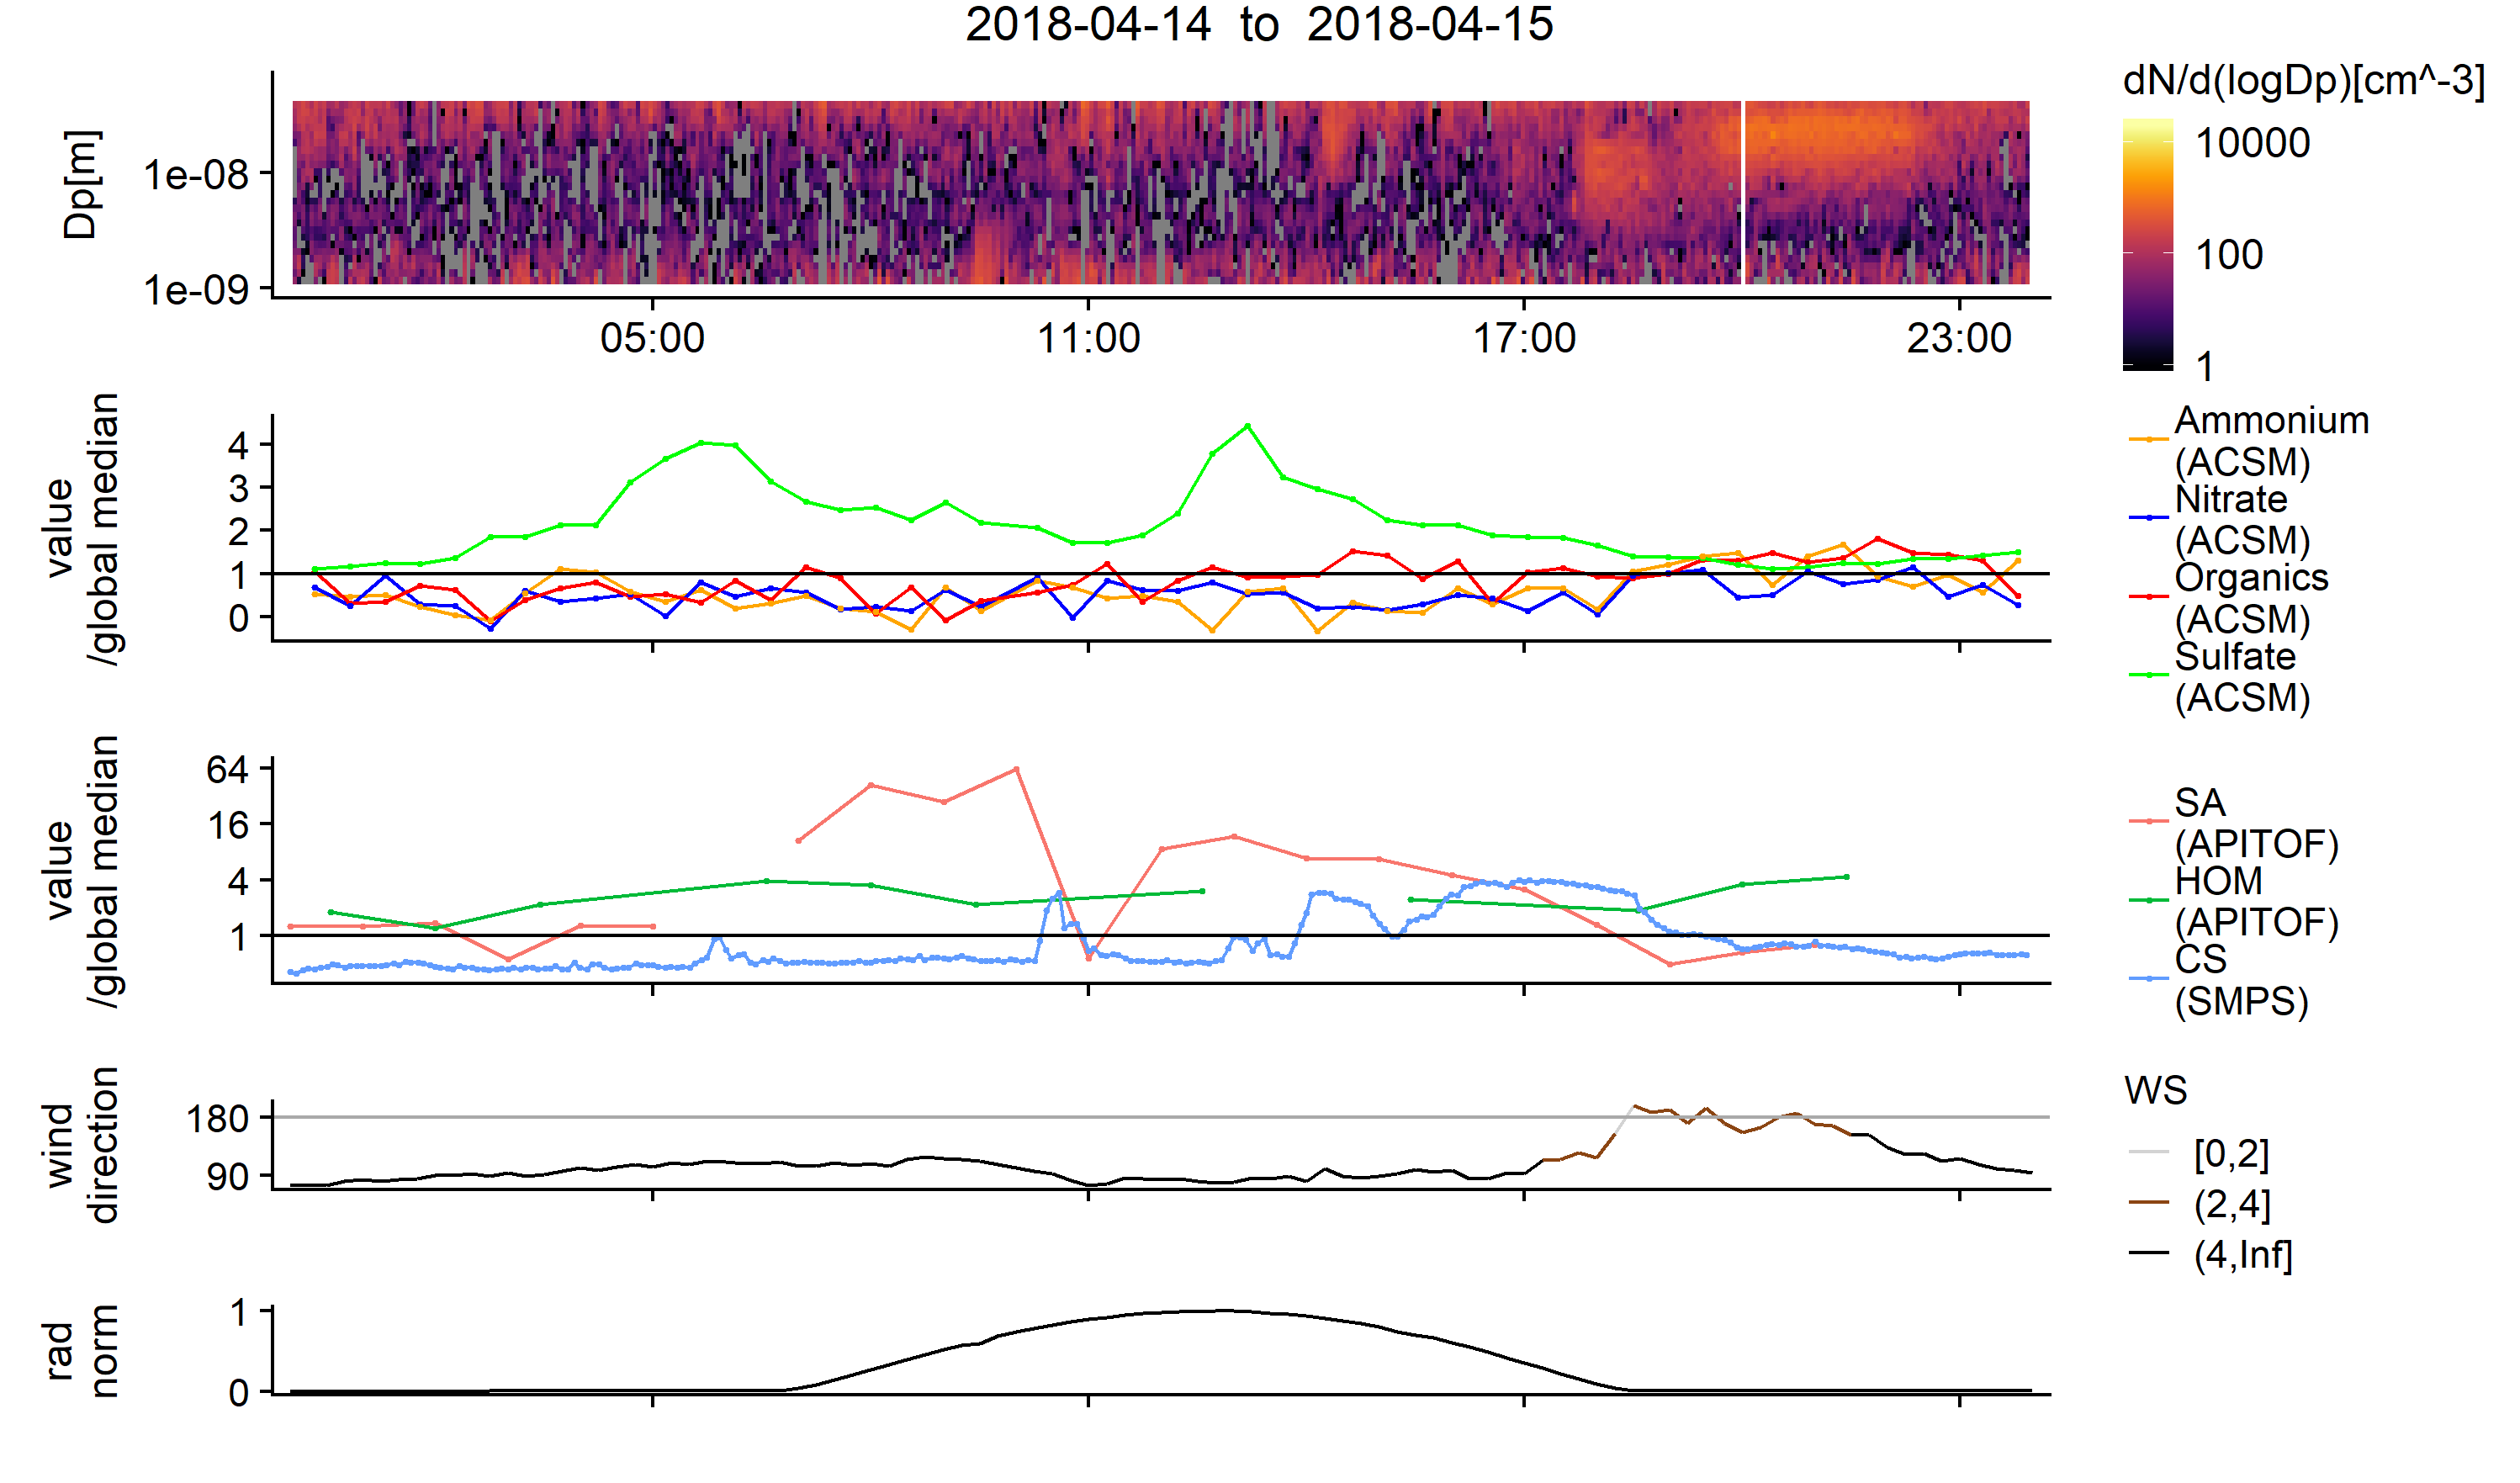 2018-04-14 to 2018-04-15
Dp[m]
1e-08
1e-09
05:00
11:00
17:00
23:00
dN/d(logDp)[cm^-3]
10000
100
1
value
/global median
4
3
2
1
0
Ammonium
(ACSM)
Nitrate
(ACSM)
Organics
(ACSM)
Sulfate
(ACSM)
value
/global median
64
16
4
1
SA
(APITOF)
HOM
(APITOF)
CS
(SMPS)
wind
direction
180
90
WS
[0,2]
(2,4]
(4,Inf]
rad
norm
1
0